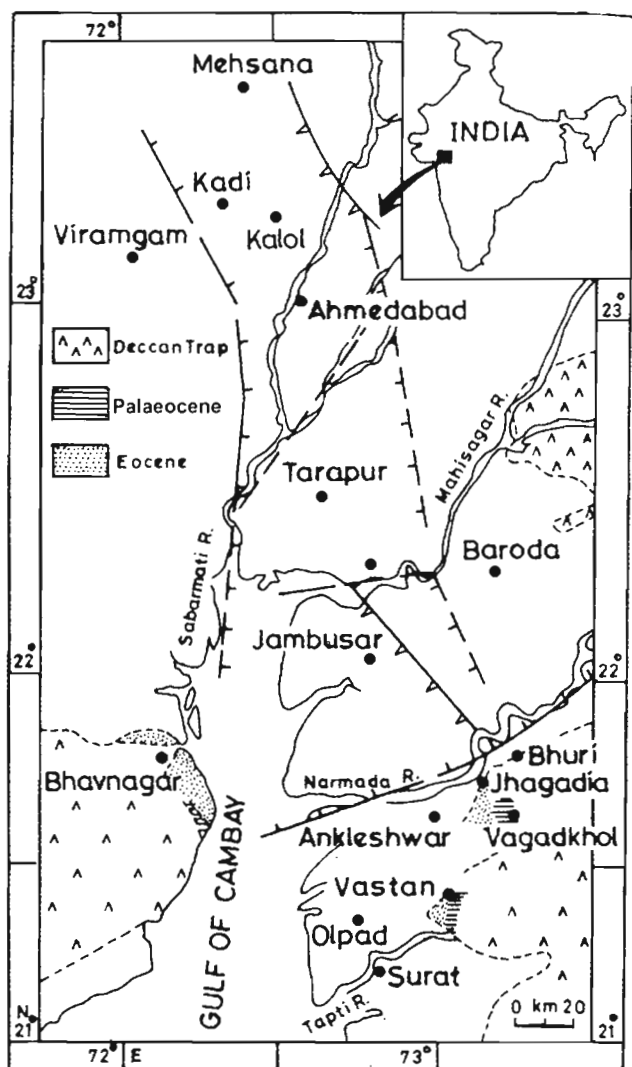 72°
Mehsana
INDIA
Kadi
Kalol
Viramgam
23°
23°
Ahmedabad
Deccan Trap
Palaeocene
Eocene
Mahisagar R.
Tarapur
Baroda
Sabarmati R.
Jambusar
22°
22°
Bhavnagar
Narmada R.
Bhuri
Jhagadia
Ankleshwar
Vagadkhol
GULF OF CAMBAY
Vastan
Olpad
Surat
Tapti R.
0 km 20
N
21°
21°
72° E
73°